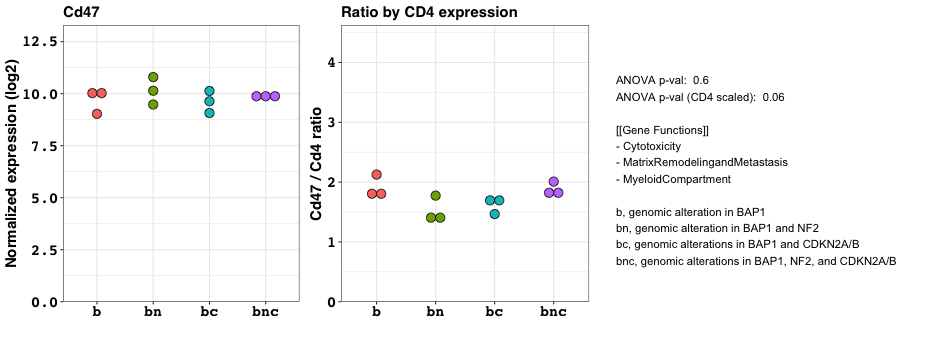 Cd47
Normalized expression (log2)
12.5
10.0
7.5
5.0
2.5
0.0
b bn bc bnc
Ratio by CD4 expression
Cd47 / Cd4 ratio
4
3
2
1
0
b bn bc bnc
ANOVA p-val:  0.6
ANOVA p-val (CD4 scaled):  0.06
[[Gene Functions]]
- Cytotoxicity
- MatrixRemodelingandMetastasis
- MyeloidCompartment
b, genomic alteration in BAP1
bn, genomic alteration in BAP1 and NF2
bc, genomic alterations in BAP1 and CDKN2A/B
bnc, genomic alterations in BAP1, NF2, and CDKN2A/B